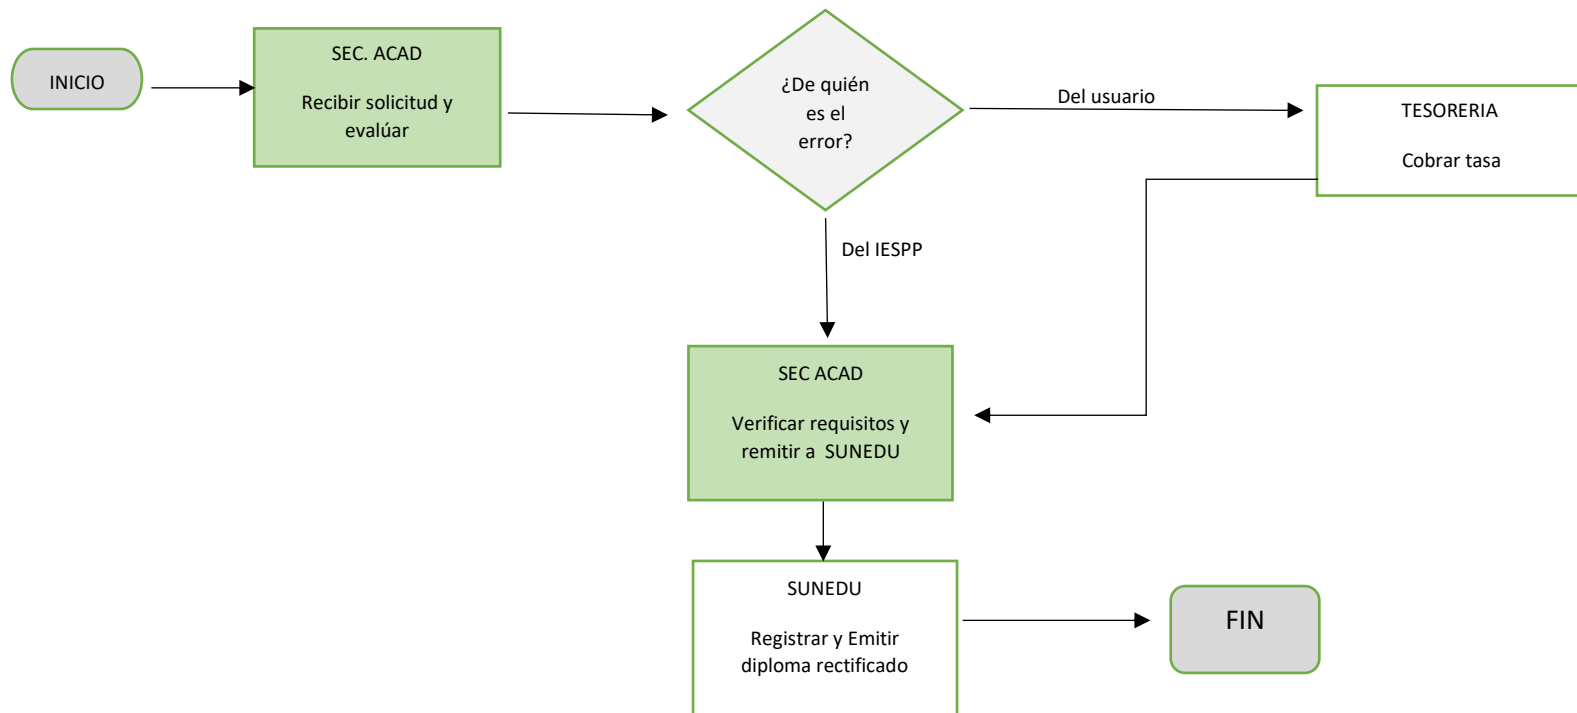 INICIO
SEC. ACAD
Recibir solicitud y
evalúar
¿De quién
es el
error?
Del usuario
TESORERIA
Cobrar tasa
Del IESPP
SEC ACAD
Verificar requisitos y
remitir a SUNEDU
SUNEDU
Registrar y Emitir
diploma rectificado
FIN